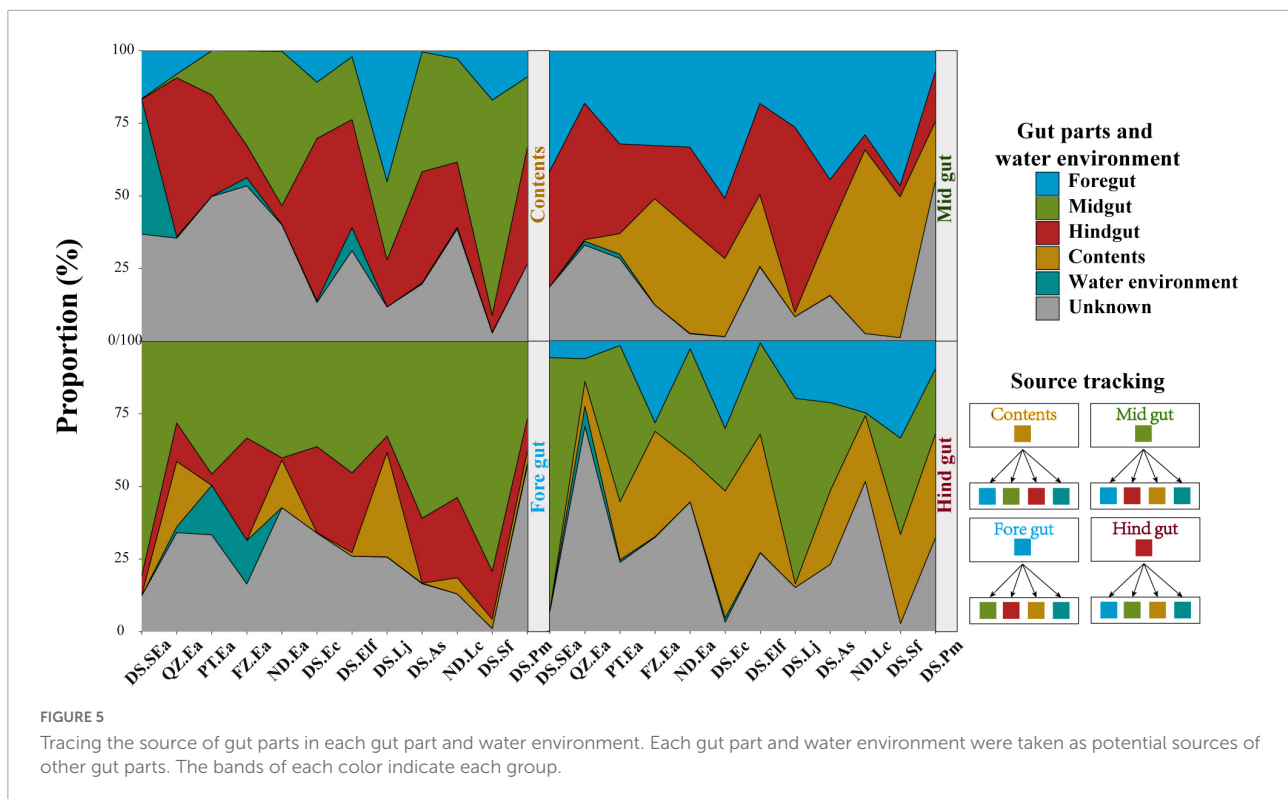 100
75
50
25
0/100
75
50
25
0
Proportion (%)
Contents
Mid gut
Fore gut
Hind gut
DS.SEa
QZ.Ea
PT.Ea
FZ.Ea
ND.Ea
DS.Ec
DS.Elf
DS.Lj
DS.As
ND.Lc
DS.Sf
DS.Pm
DS.SEa
QZ.Ea
PT.Ea
FZ.Ea
ND.Ea
DS.Ec
DS.Elf
DS.Lj
DS.As
ND.Lc
DS.Sf
DS.Pm
Gut parts and
water environment
Foregut
Midgut
Hindgut
Contents
Water environment
Unknown
Source tracking
Contents
Mid gut
Fore gut
Hind gut
FIGURE 5
Tracing the source of gut parts in each gut part and water environment. Each gut part and water environment were taken as potential sources of
other gut parts. The bands of each color indicate each group.